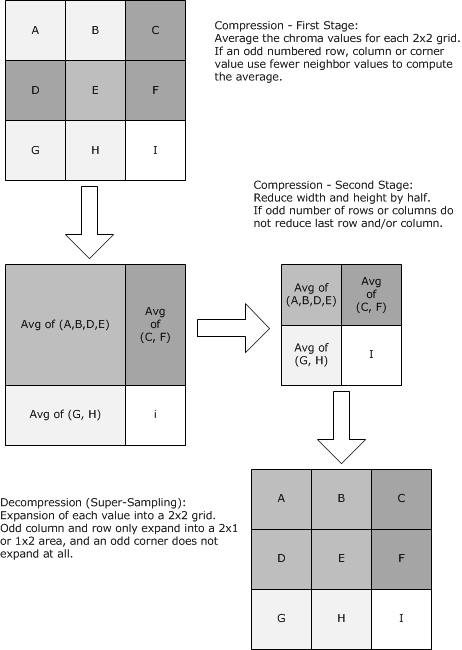 A B C
Compression - First Stage:
Average the chroma values for each 2x2 grid.
If an odd numbered row, column or corner
value use fewer neighbor values to compute
the average.
D E F
G H I
Compression - Second Stage:
Reduce width and height by half.
If odd number of rows or columns do
not reduce last row and/or column.
Avg of (A,B,D,E)
Avg
of
(C, F)
Avg of (G, H)
i
Avg of
(A,B,D,E)
Avg
of
(C, F)
Avg of
(G, H)
I
Decompression (Super-Sampling):
Expansion of each value into a 2x2 grid.
Odd column and row only expand into a 2x1
or 1x2 area, and an odd corner does not
expand at all.
A B C
D E F
G H I